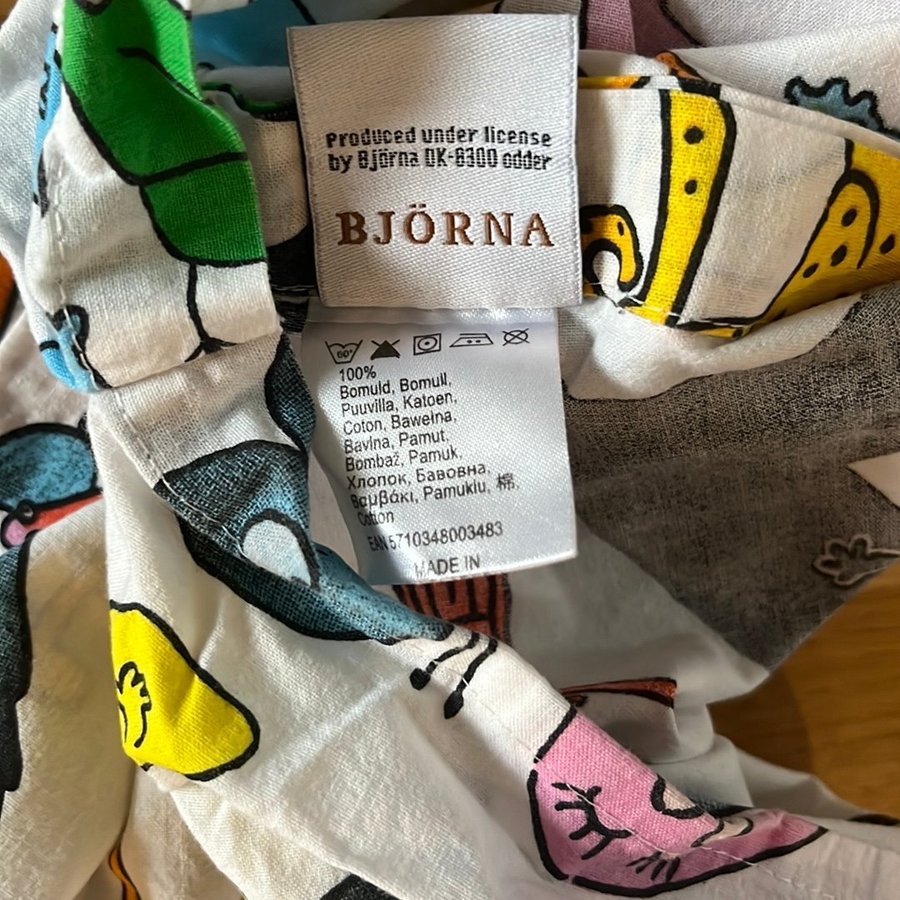 Produced under license
by Björna DK-8300 odder
BJÖRNA
60°
100%
Bomuld, Bomull,
Puuvilla, Katoen,
Coton, Bawełna,
Bavlna, Pamut,
Bombaž, Pamuk,
Хлопок, Бавовна,
Βαμβάκι, Pamuklu, 棉,
Cotton
EAN 5710348003483
MADE IN